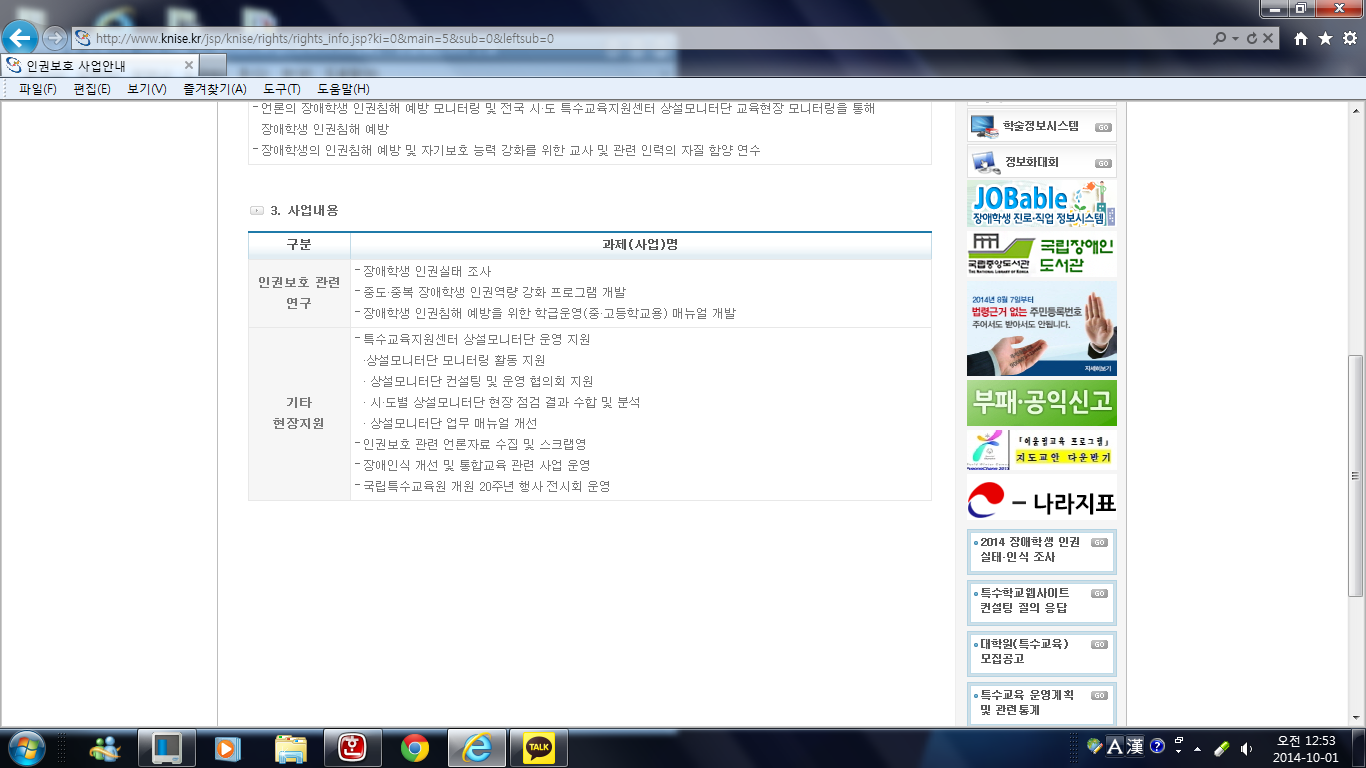 http://www.knise.kr/jsp/knise/rights/rights_info.jsp?ki=0&main=5&sub=0&leftsub=0
인권보호 사업안내
파일(F) 편집(E) 보기(V) 즐겨찾기(A) 도구(T) 도움말(H)
- 언론의 장애학생 인권침해 예방 모니터링 및 전국 시·도 특수교육지원센터 상설모니터단 교육현장 모니터링을 통해
장애학생 인권침해 예방
- 장애학생의 인권침해 예방 및 자기보호 능력 강화를 위한 교사 및 관련 인력의 자질 함양 연수
3. 사업내용
구분 과제(사업)명
인권보호 관련
연구
- 장애학생 인권실태 조사
- 중도·중복 장애학생 인권역량 강화 프로그램 개발
- 장애학생 인권침해 예방을 위한 학급운영(중·고등학교용) 매뉴얼 개발
기타
현장지원
- 특수교육지원센터 상설모니터단 운영 지원
·상설모니터단 모니터링 활동 지원
· 상설모니터단 컨설팅 및 운영 협의회 지원
· 시·도별 상설모니터단 현장 점검 결과 수합 및 분석
· 상설모니터단 업무 매뉴얼 개선
- 인권보호 관련 언론자료 수집 및 스크랩영
- 장애인식 개선 및 통합교육 관련 사업 운영
- 국립특수교육원 개원 20주년 행사 전시회 운영
학술정보시스템 GO
정보화대회 GO
JOBable
장애학생 진로·직업 정보시스템
국립중앙도서관
THE NATIONAL LIBRARY OF KOREA
국립장애인
도서관
2014년 8월 7일부터
법령근거 없는 주민등록번호
주어서도 받아서도 안됩니다.
자세히보기
부패·공익신고
『어울림교육 프로그램』
지도교안 다운받기
e-나라지표
2014 장애학생 인권 GO
실태·인식 조사
특수학교웹사이트 GO
컨설팅 질의 응답
대학원(특수교육) GO
모집공고
특수교육 운영계획 GO
및 관련통계
TALK
A 漢
오전 12:53
2014-10-01